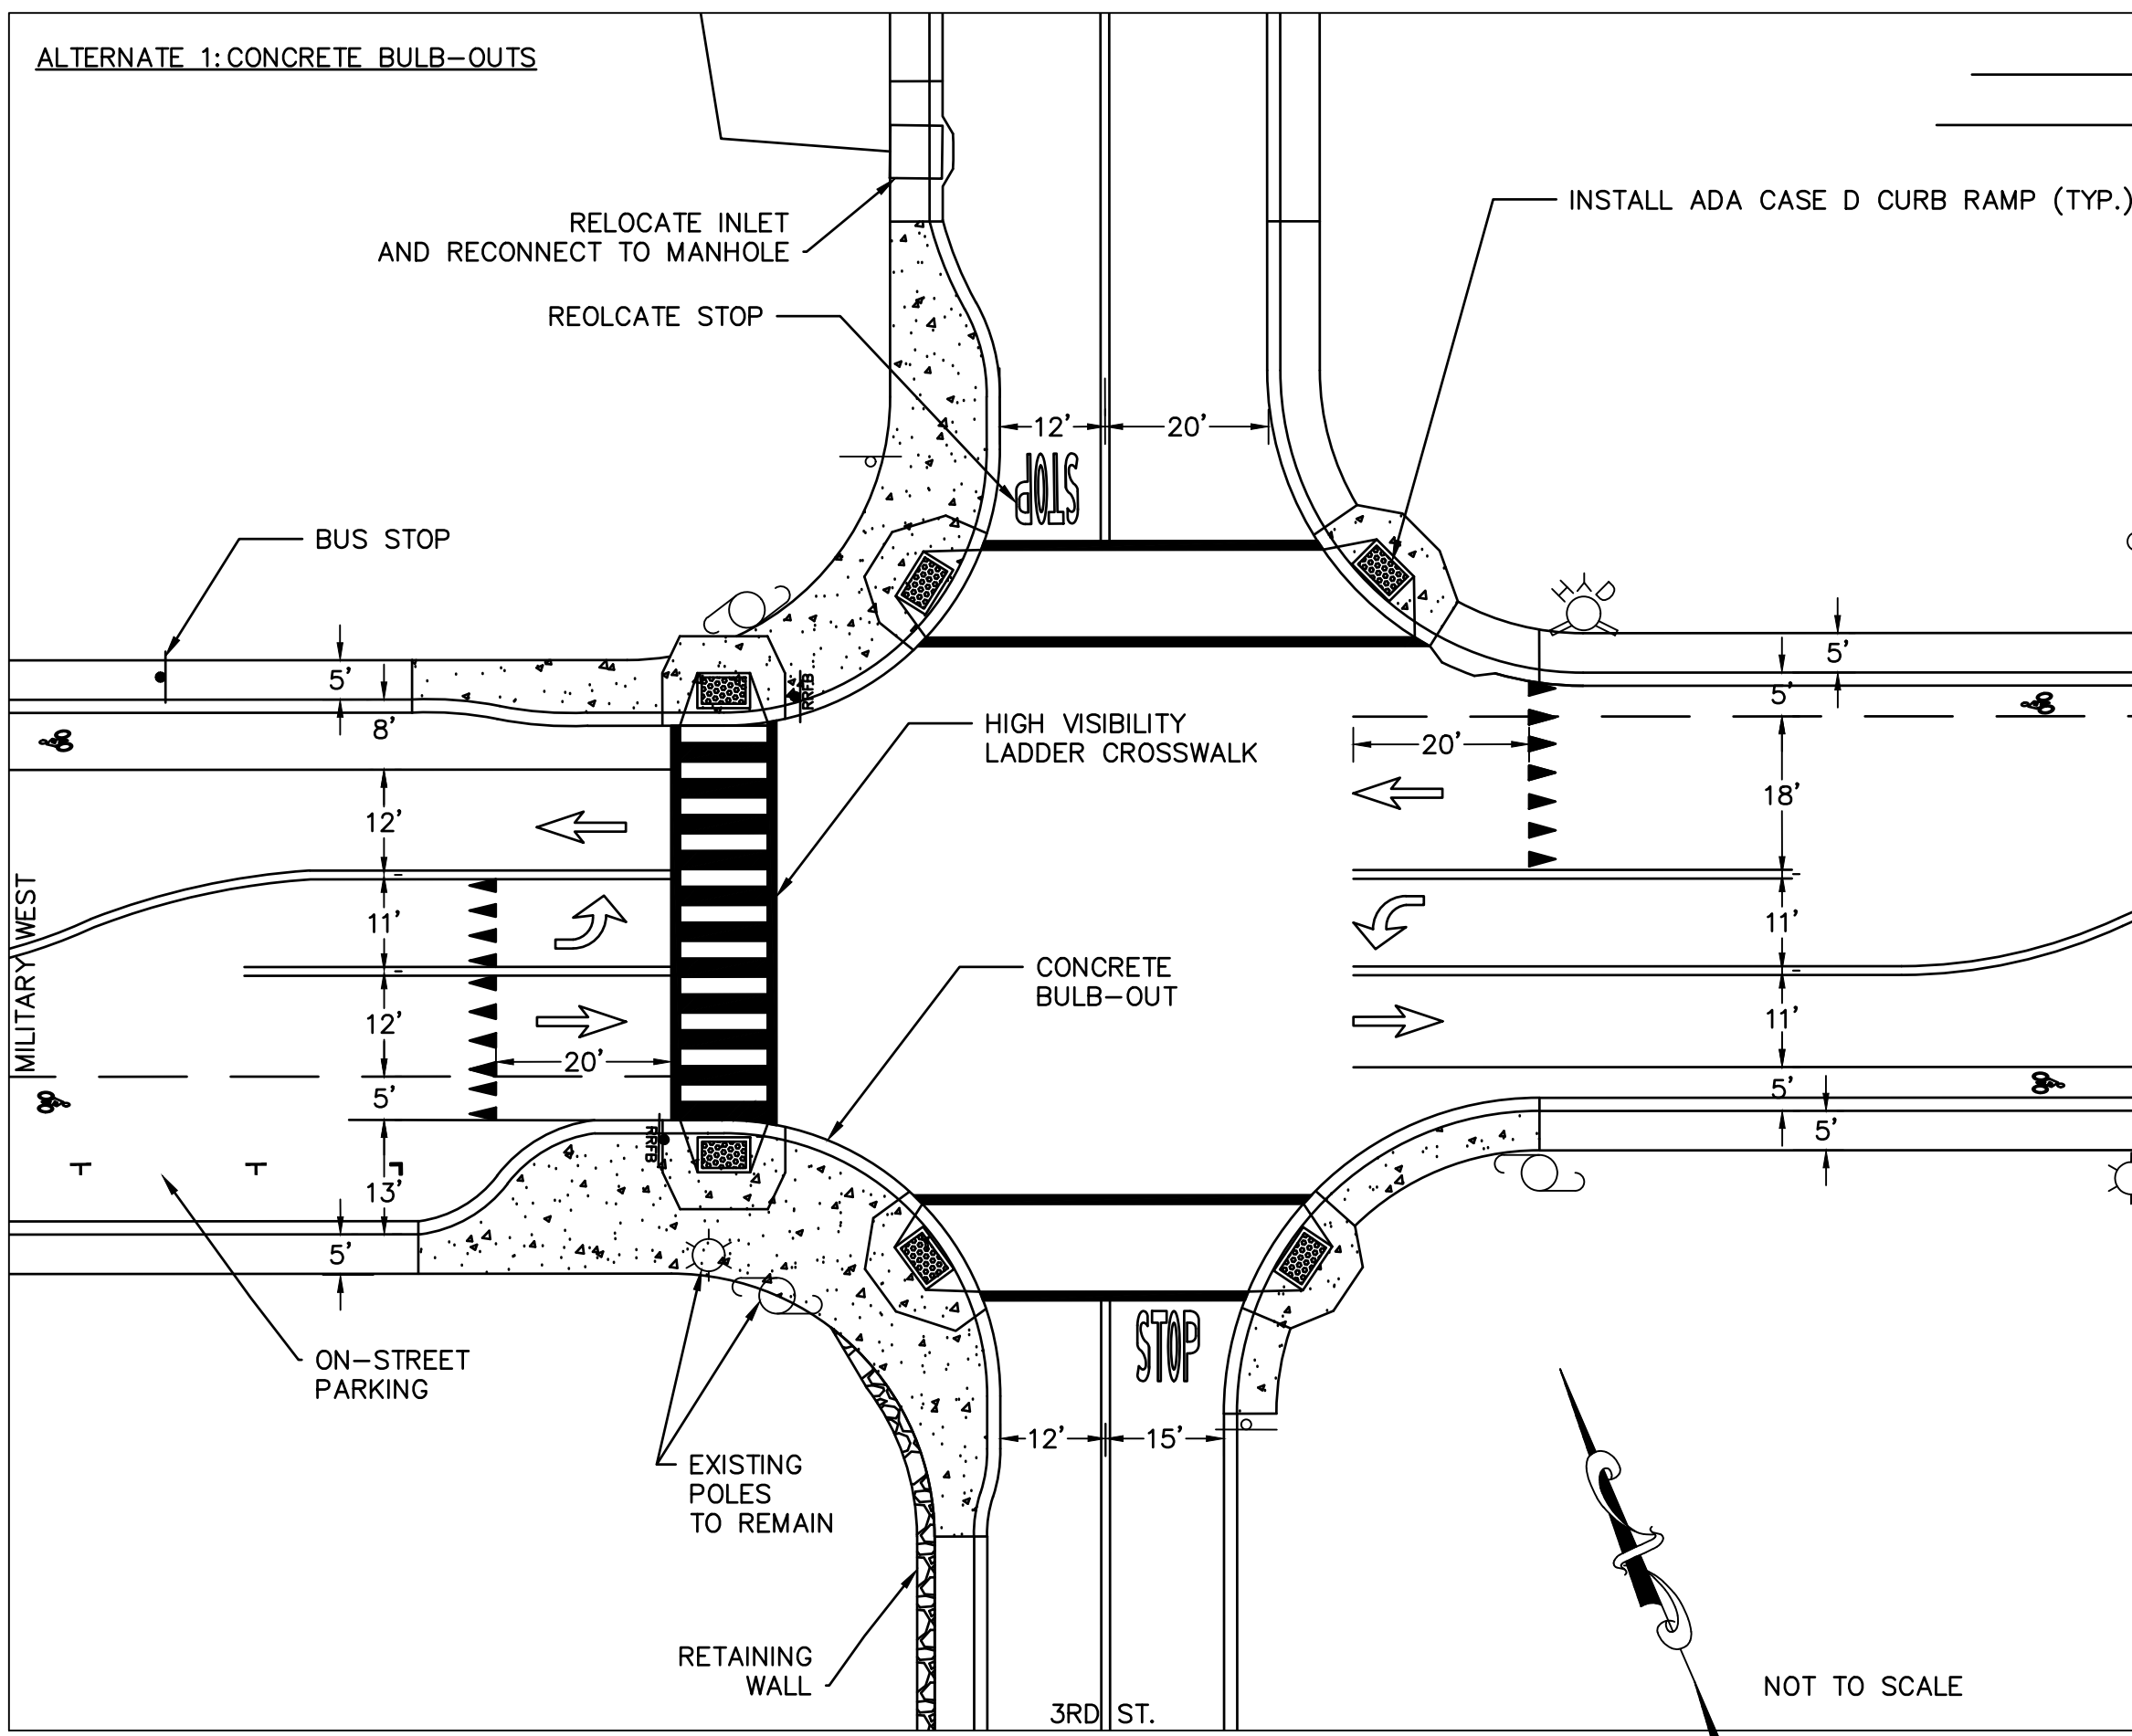 ALTERNATE 1: CONCRETE BULB-OUTS
RELOCATE INLET
AND RECONNECT TO MANHOLE
INSTALL ADA CASE D CURB RAMP (TYP.)
REOLCATE STOP
12'
20'
STOP
BUS STOP
5'
8'
RRFB
HIGH VISIBILITY
LADDER CROSSWALK
HYD
5'
5'
20'
18'
12'
11'
12'
20'
5'
13'
5'
MILITARY WEST
11'
11'
5'
5'
CONCRETE
BULB-OUT
RRFB
ON-STREET
PARKING
STOP
12'
15'
EXISTING
POLES
TO REMAIN
RETAINING
WALL
3RD ST.
NOT TO SCALE